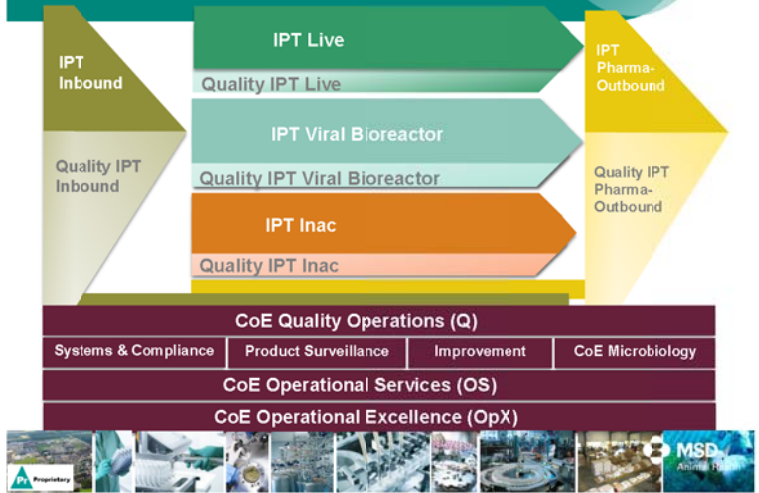 IPT
Inbound
Quality IPT
Inbound
IPT Live
Quality IPT Live
IPT Viral Bioreactor
Quality IPT Viral Bioreactor
IPT Inac
Quality IPT Inac
IPT
Pharma-
Outbound
Quality IPT
Pharma-
Outbound
CoE Quality Operations (Q)
Systems & Compliance
Product Surveillance
Improvement
CoE Microbiology
CoE Operational Services (OS)
CoE Operational Excellence (OpX)
Pr Proprietary
MSD
Animal Health